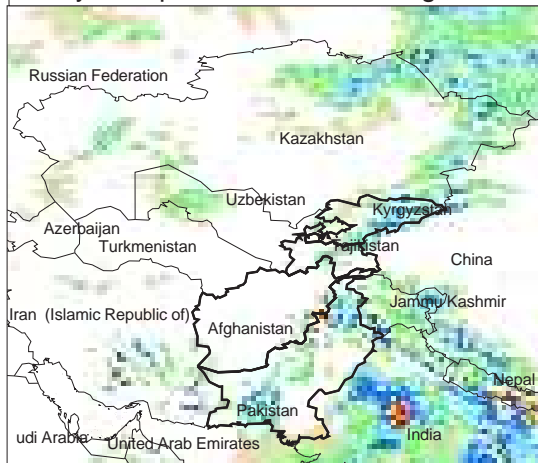 Russian Federation
Kazakhstan
Uzbekistan
Kyrgyzstan
Azerbaijan
Turkmenistan
Tajikistan
China
Jammu Kashmir
Iran (Islamic Republic of)
Afghanistan
Nepal
Pakistan
udi Arabia
United Arab Emirates
India